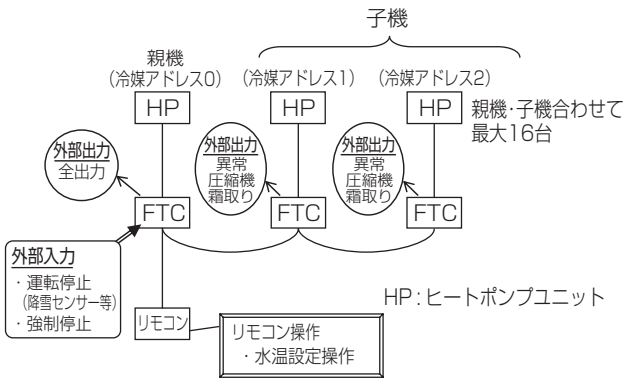 子機
親機
（冷媒アドレス0）
（冷媒アドレス1）
（冷媒アドレス2）
HP
HP
HP
親機・子機合わせて
最大16台
外部出力
全出力
外部出力
異常
圧縮機
霜取り
外部出力
異常
圧縮機
霜取り
FTC
FTC
FTC
外部入力
・運転停止
（降雪センサー等）
・強制停止
リモコン
HP：ヒートポンプユニット
リモコン操作
・水温設定操作